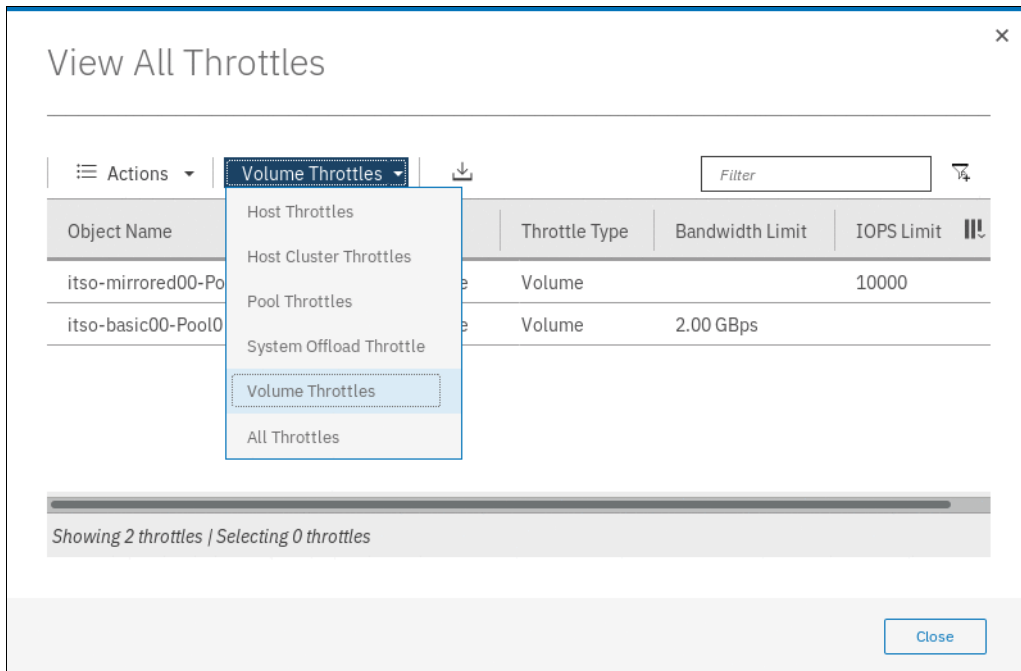 View All Throttles
Actions Volume Throttles Filter
Object Name Throttle Type Bandwidth Limit IOPS Limit
Host Throttles
Host Cluster Throttles
itso-mirrored00-Po Volume 10000
Pool Throttles
itso-basic00-Pool0 Volume 2.00 GBps
System Offload Throttle
Volume Throttles
All Throttles
Showing 2 throttles | Selecting 0 throttles
Close